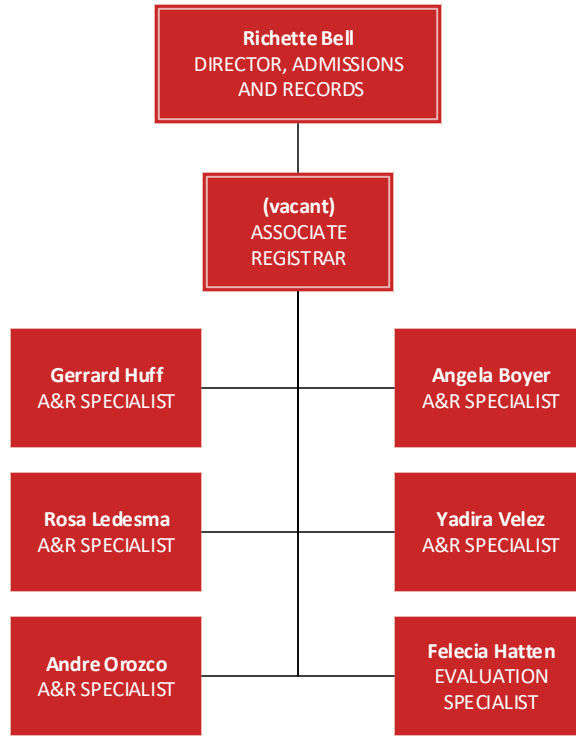 Richette Bell
DIRECTOR, ADMISSIONS
AND RECORDS
(vacant)
ASSOCIATE
REGISTRAR
Gerrard Huff
A&R SPECIALIST
Angela Boyer
A&R SPECIALIST
Rosa Ledesma
A&R SPECIALIST
Yadira Velez
A&R SPECIALIST
Andre Orozco
A&R SPECIALIST
Felecia Hatten
EVALUATION
SPECIALIST